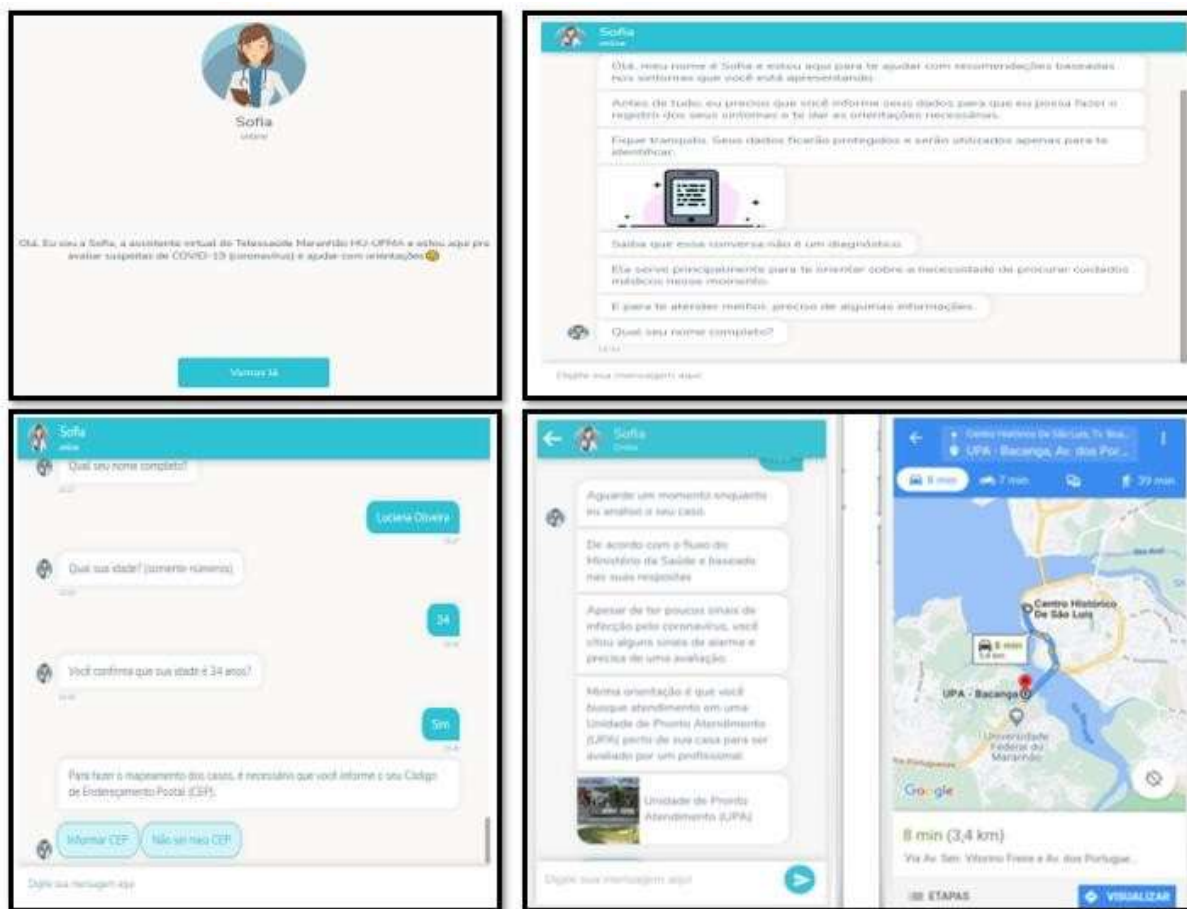 Sofia
online
Olá, Eu sou a Sofia, a assistente virtual do Telessaúde Maranhão HU-UFMA e estou aqui pra
avaliar suspeitas de COVID-19 (coronavírus) e ajudar com orientações
Vamos lá
Sofia
online
Olá, meu nome é Sofia e estou aqui para te ajudar com recomendações baseadas
nos sintomas que você está apresentando.
Antes de tudo, eu preciso que você informe seus dados para que eu possa fazer o
registro dos seus sintomas e te dar as orientações necessárias.
Fique tranquilo. Seus dados ficarão protegidos e serão utilizados apenas para te
identificar.
Saiba que essa conversa não é um diagnóstico.
Ela serve principalmente para te orientar sobre a necessidade de procurar cuidados
médicos nesse momento.
E para te atender melhor, preciso de algumas informações.
Qual seu nome completo?
Digite sua mensagem aqui
Sofia
online
Qual seu nome completo?
Luciana Oliveira
Qual sua idade? (somente números)
34
Você confirma que sua idade é 34 anos?
Sim
Para fazer o mapeamento dos casos, é necessário que você informe o seu Código
de Endereçamento Postal (CEP).
Informar CEP
Não sei meu CEP
Digite sua mensagem aqui
Sofia
Online
Aguarde um momento enquanto
eu analiso o seu caso.
De acordo com o fluxo do
Ministério da Saúde e baseado
nas suas respostas
Apesar de ter poucos sinais de
infecção pelo coronavírus, você
citou alguns sinais de alarme e
precisa de uma avaliação.
Minha orientação é que você
busque atendimento em uma
Unidade de Pronto Atendimento
(UPA) perto de sua casa para ser
avaliado por um profissional.
Unidade de Pronto
Atendimento (UPA)
Digite sua mensagem aqui
Centro Histórico De São Luís, Tv. Boa...
UPA - Bacanga, Av. dos Por...
8 min
7 min
39 min
Centro Histórico
De São Luís
8 min
3,4 km
UPA - Bacanga
Universidade
Federal do
Maranhão
Google
8 min (3,4 km)
Via Av. Sen. Vitorino Freire e Av. dos Portugue...
ETAPAS
VISUALIZAR